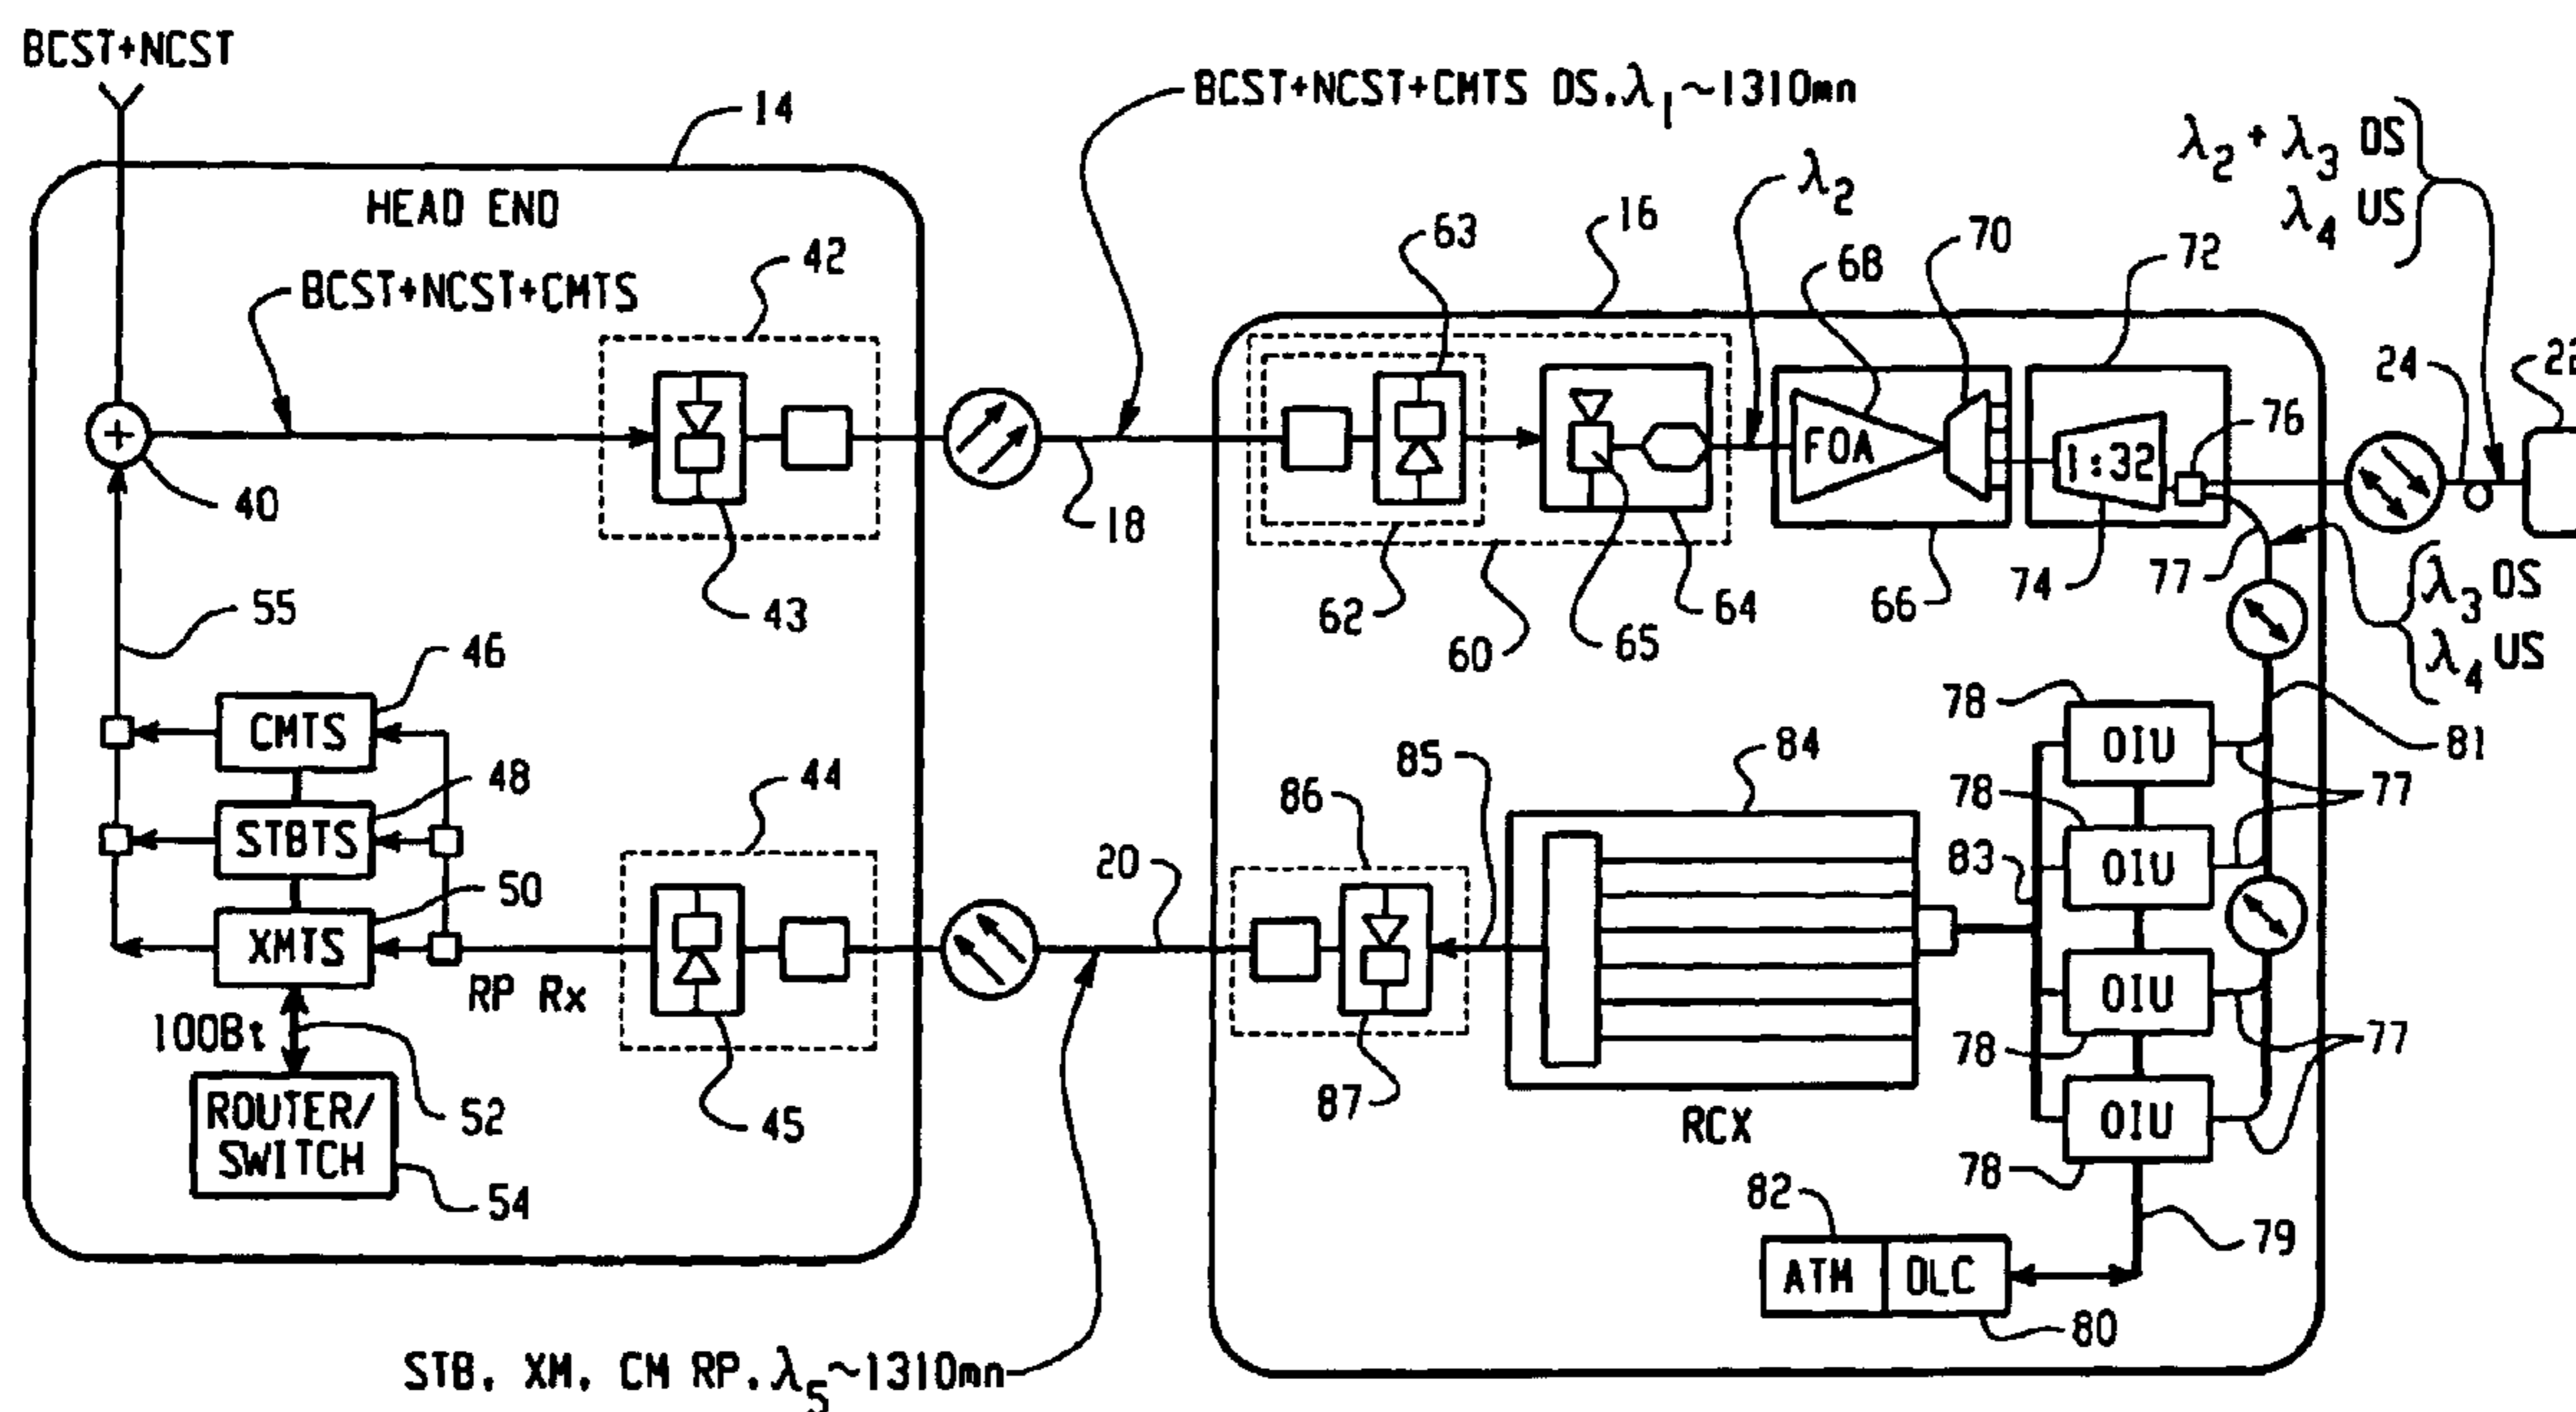 BCST+NCST
14
BCST+NCST+CMTS DS.λ1~1310mn
λ2 + λ3 DS
λ4 US
HEAD END
42
BCST+NCST+CMTS
λ2
16
63
68
70
72
24
22
FOA
1:32
76
40
18
43
62
60
65
64
66
74
77
λ3 DS
λ4 US
55
46
CMTS
48
STBTS
50
XMTS
RP Rx
44
45
20
100Bt
52
ROUTER/
SWITCH
54
86
85
84
87
RCX
78
OIU
81
78
OIU
77
83
OIU
78
77
OIU
78
82
ATM
DLC
79
80
STB, XM, CM RP.λ5~1310mn